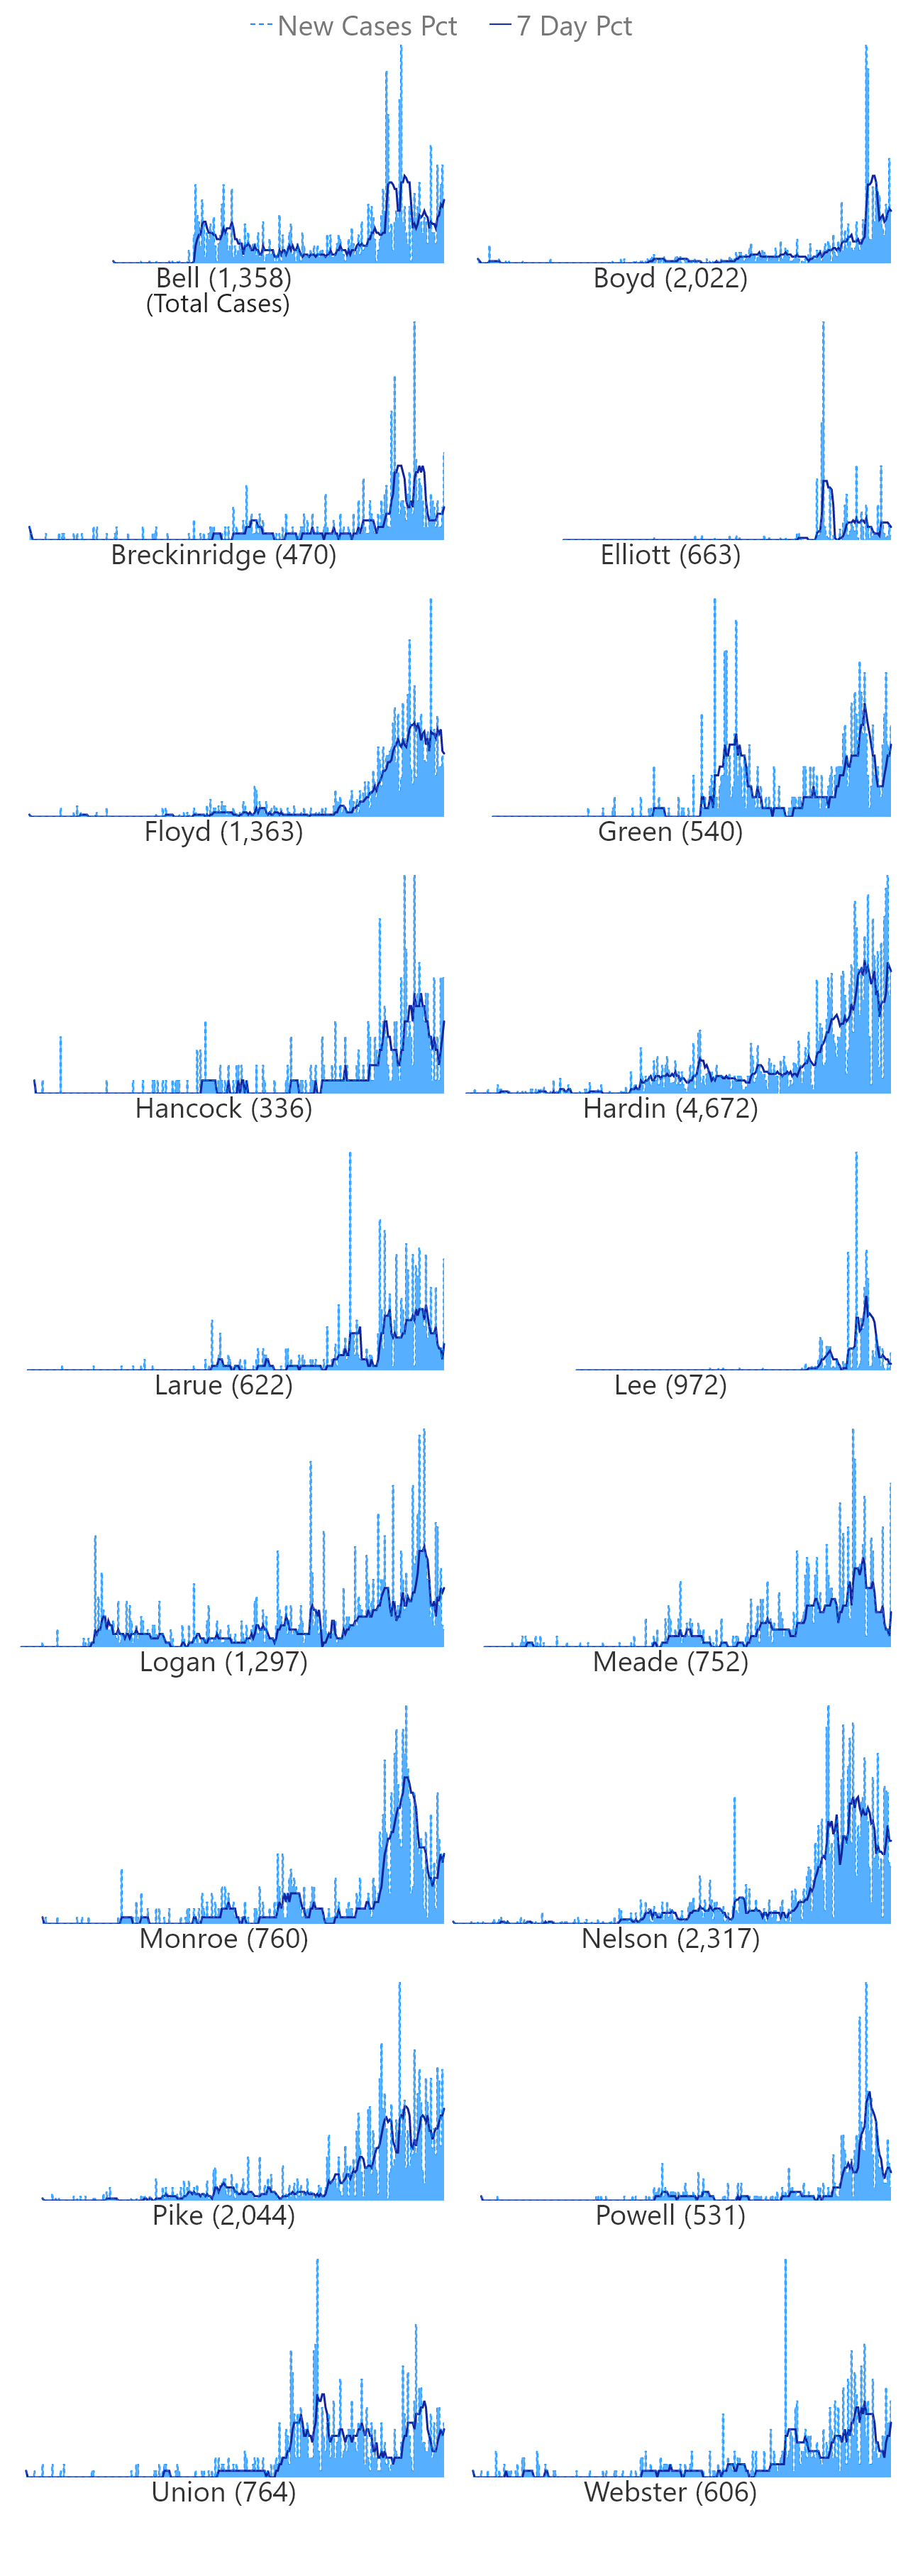 New Cases Pct 7 Day Pct
Bell (1,358) Boyd (2,022)
(Total Cases)
Breckinridge (470) Elliott (663)
Floyd (1,363) Green (540)
Hancock (336) Hardin (4,672)
Larue (622) Lee (972)
Logan (1,297) Meade (752)
Monroe (760) Nelson (2,317)
Pike (2,044) Powell (531)
Union (764) Webster (606)